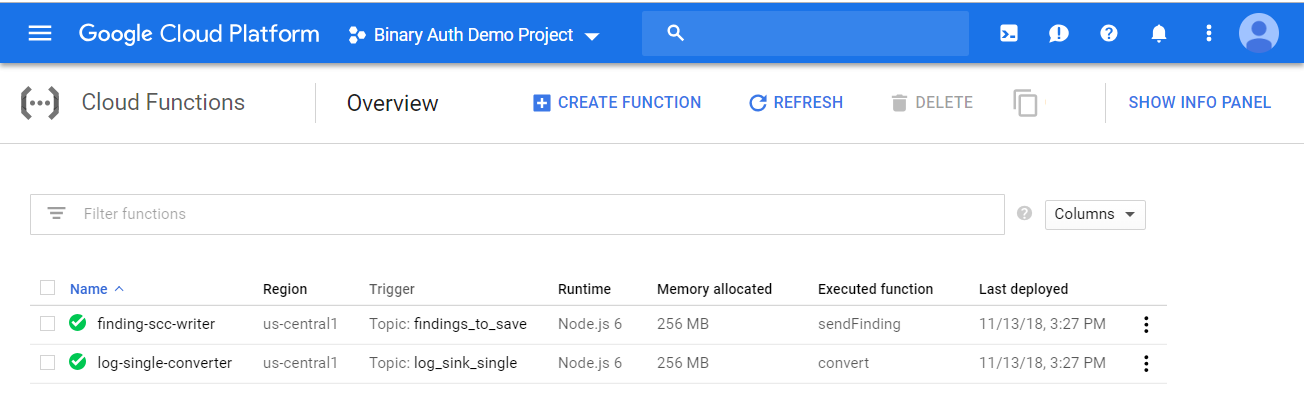 Google Cloud Platform Binary Auth Demo Project
Cloud Functions Overview CREATE FUNCTION REFRESH DELETE SHOW INFO PANEL
Filter functions Columns
Name Region Trigger Runtime Memory allocated Executed function Last deployed
finding-scc-writer us-central1 Topic: findings_to_save Node.js 6 256 MB sendFinding 11/13/18, 3:27 PM
log-single-converter us-central1 Topic: log_sink_single Node.js 6 256 MB convert 11/13/18, 3:27 PM